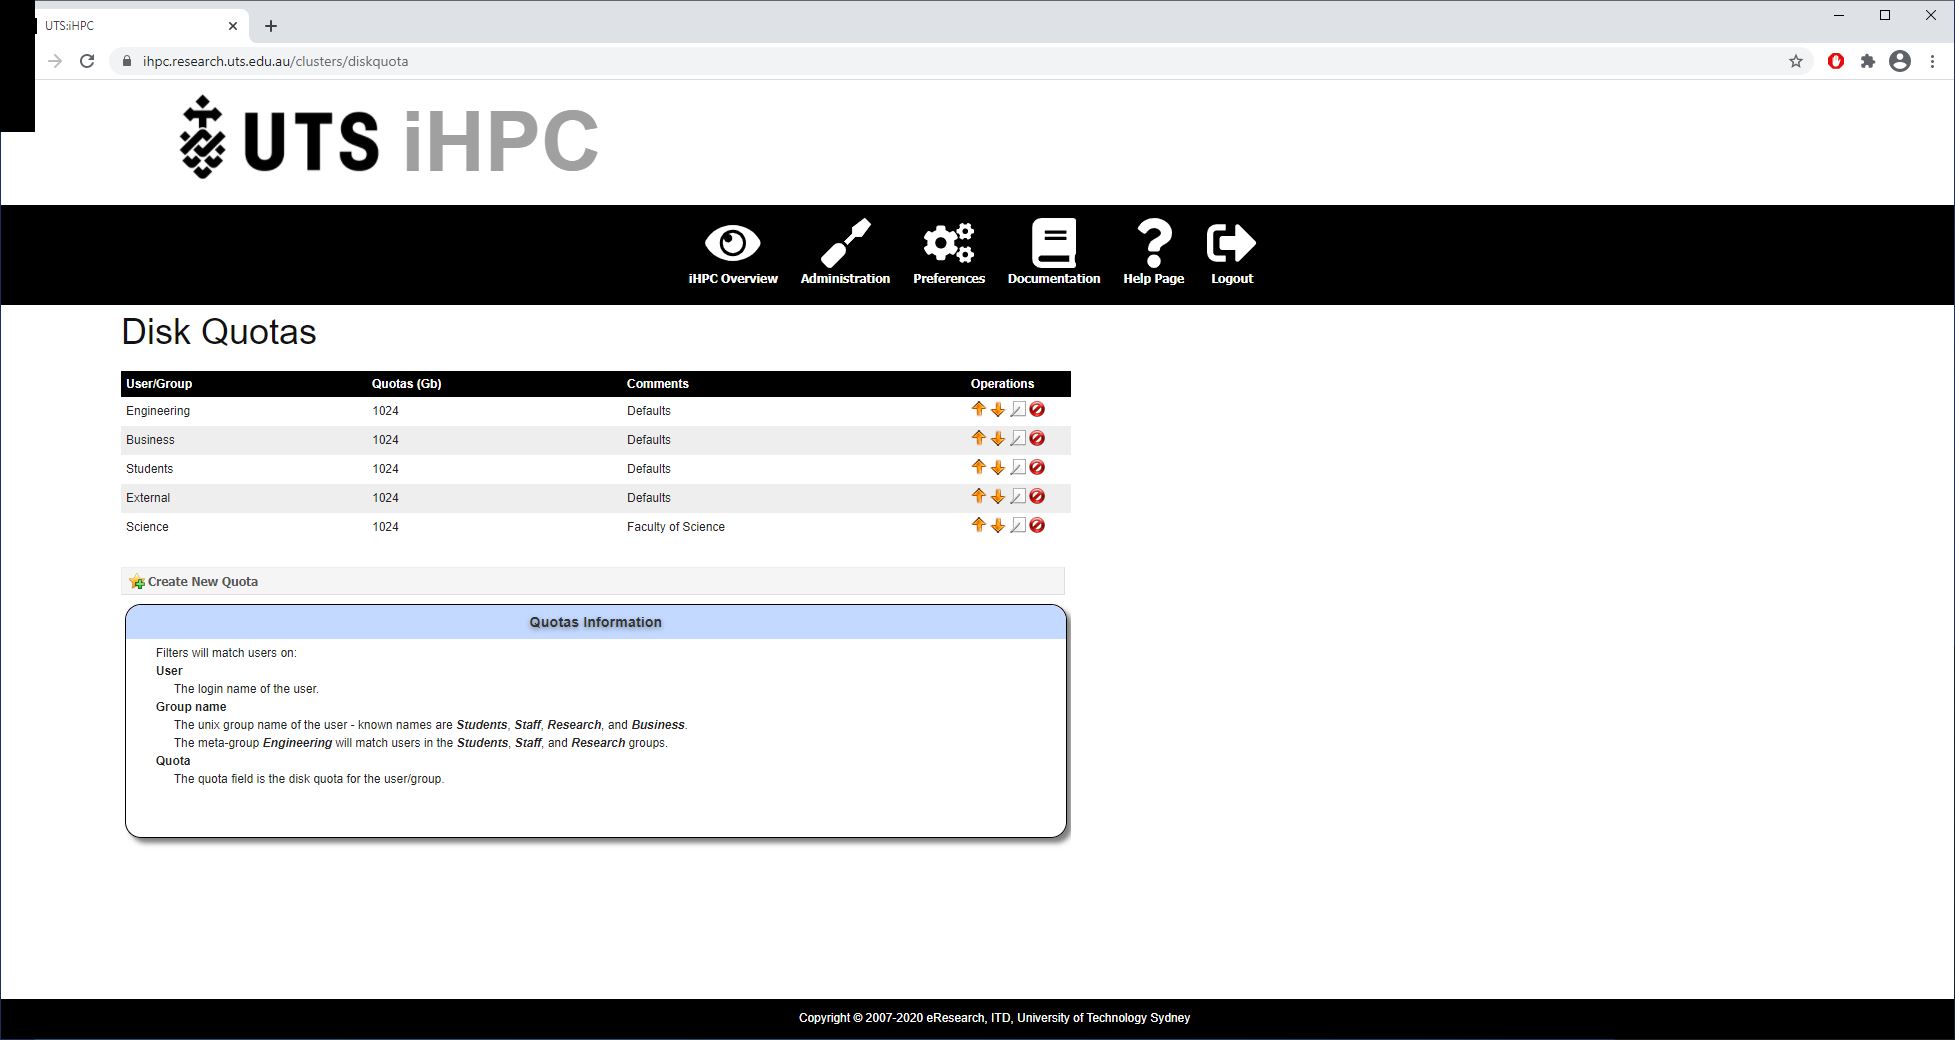 UTS:iHPC
ihpc.research.uts.edu.au/clusters/diskquota
UTS iHPC
iHPC Overview Administration Preferences Documentation Help Page Logout
Disk Quotas
User/Group Quotas (Gb) Comments Operations
Engineering 1024 Defaults
Business 1024 Defaults
Students 1024 Defaults
External 1024 Defaults
Science 1024 Faculty of Science
Create New Quota
Quotas Information
Filters will match users on:
User
The login name of the user.
Group name
The unix group name of the user - known names are Students, Staff, Research, and Business.
The meta-group Engineering will match users in the Students, Staff, and Research groups.
Quota
The quota field is the disk quota for the user/group.
Copyright © 2007-2020 eResearch, ITD, University of Technology Sydney